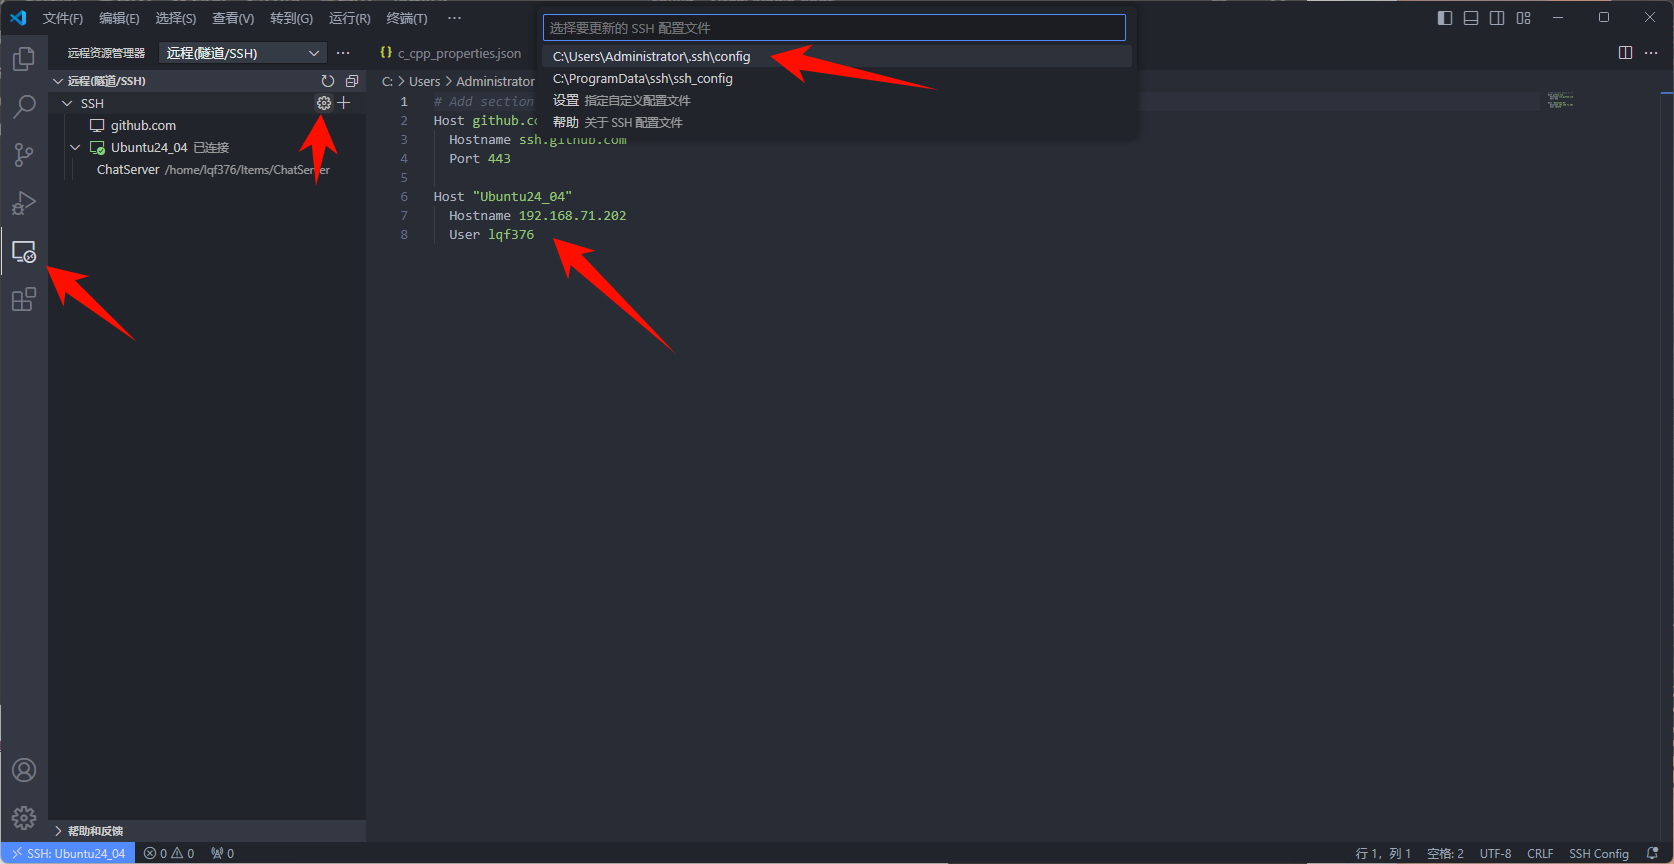 文件(F) 编辑(E) 选择(S) 查看(V) 转到(G) 运行(R) 终端(T) ···
选择要更新的 SSH 配置文件
C:\Users\Administrator\.ssh\config
C:\ProgramData\ssh\ssh_config
设置 指定自定义配置文件
帮助 关于 SSH 配置文件
远程资源管理器 远程(隧道/SSH) ···
远程(隧道/SSH)
SSH
github.com
Ubuntu24_04 已连接
ChatServer /home/lqf376/Items/ChatServer
帮助和反馈
{} c_cpp_properties.json
C: > Users > Administrator
1 # Add section
2 Host github.co
3 Hostname ssh.github.com
4 Port 443
5
6 Host "Ubuntu24_04"
7 Hostname 192.168.71.202
8 User lqf376
SSH: Ubuntu24_04 0 0 0 行 1，列 1 空格: 2 UTF-8 CRLF SSH Config